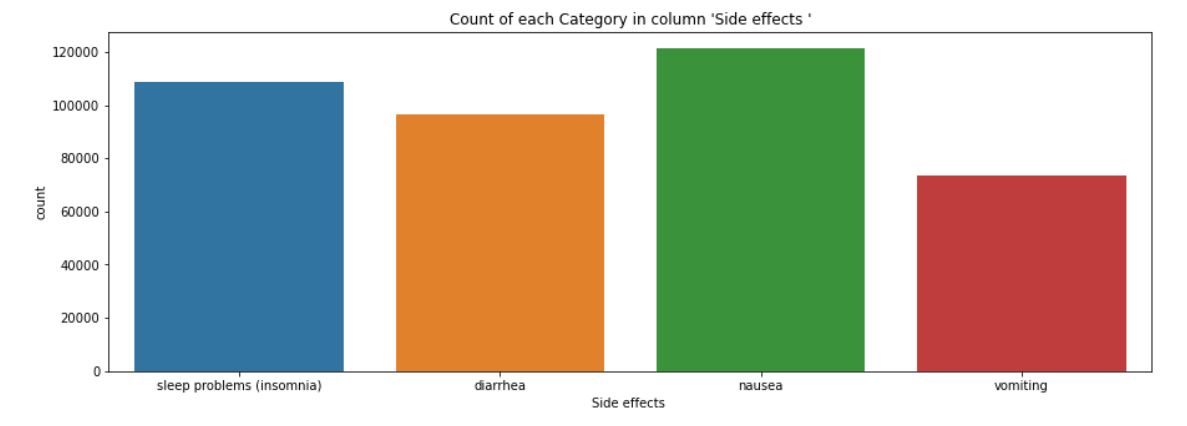 Count of each Category in column 'Side effects '
120000
100000
80000
60000
40000
20000
0
count
sleep problems (insomnia)
diarrhea
nausea
vomiting
Side effects